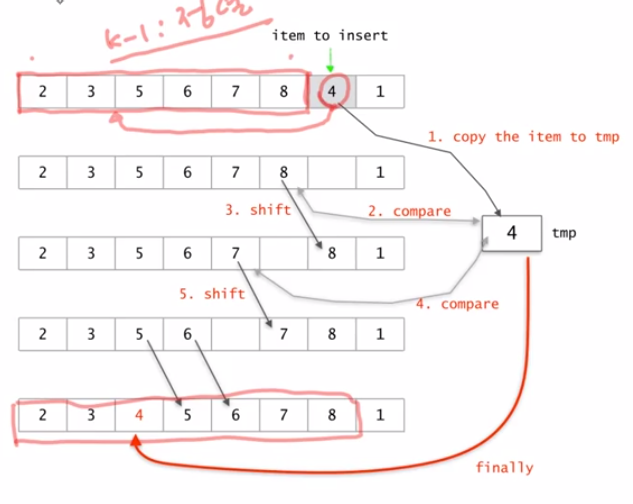 k-1: 정렬
item to insert
2 3 5 6 7 8 4 1
1. copy the item to tmp
2 3 5 6 7 8 1
3. shift 2. compare
4 tmp
2 3 5 6 7 8 1
5. shift 4. compare
2 3 5 6 7 8 1
2 3 4 5 6 7 8 1
finally